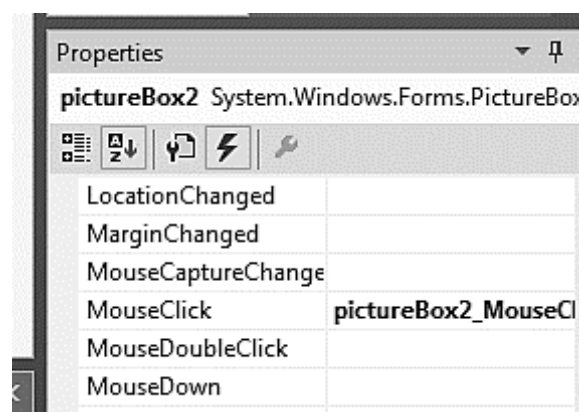 Properties
pictureBox2 System.Windows.Forms.PictureBox
LocationChanged
MarginChanged
MouseCaptureChange
MouseClick pictureBox2_MouseCl
MouseDoubleClick
MouseDown